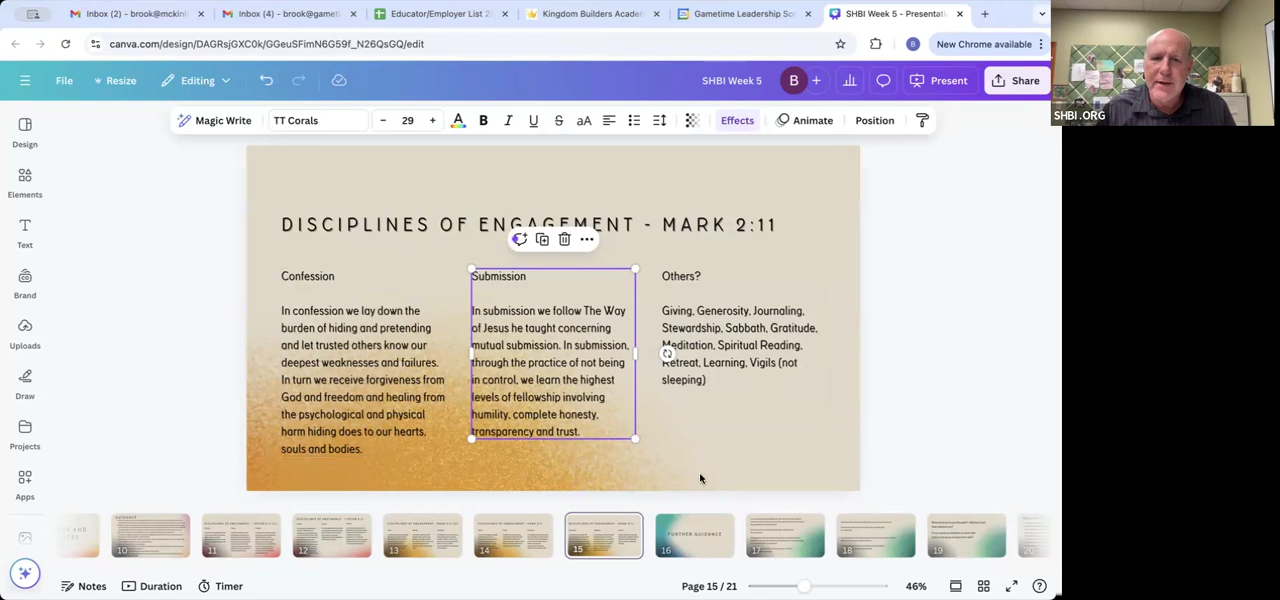 Inbox (2) - brook@mckin
Inbox (4) - brook@gamet
Educator/Employer List 2
Kingdom Builders Acade
Gametime Leadership So
SHBI Week 5 - Presentat
canva.com/design/DAGRsjGXC0k/GGeuSFimN6G59f_N26QsGQ/edit
B
New Chrome available
File
Resize
Editing
SHBI Week 5
B
Present
Share
SHBI.ORG
Magic Write
TT Corals
29
B
I
U
S
aA
Effects
Animate
Position
Design
Elements
Text
Brand
Uploads
Draw
Projects
Apps
DISCIPLINES OF ENGAGEMENT - MARK 2:11
Confession
In confession we lay down the
burden of hiding and pretending
and let trusted others know our
deepest weaknesses and failures.
In turn we receive forgiveness from
God and freedom and healing from
the psychological and physical
harm hiding does to our hearts,
souls and bodies.
Submission
In submission we follow The Way
of Jesus he taught concerning
mutual submission. In submission,
through the practice of not being
in control, we learn the highest
levels of fellowship involving
humility, complete honesty,
transparency and trust.
Others?
Giving, Generosity, Journaling,
Stewardship, Sabbath, Gratitude,
Meditation, Spiritual Reading,
Retreat, Learning, Vigils (not
sleeping)
10
11
12
13
14
15
FURTHER GUIDANCE
16
17
18
19
20
Notes
Duration
Timer
Page 15 / 21
46%